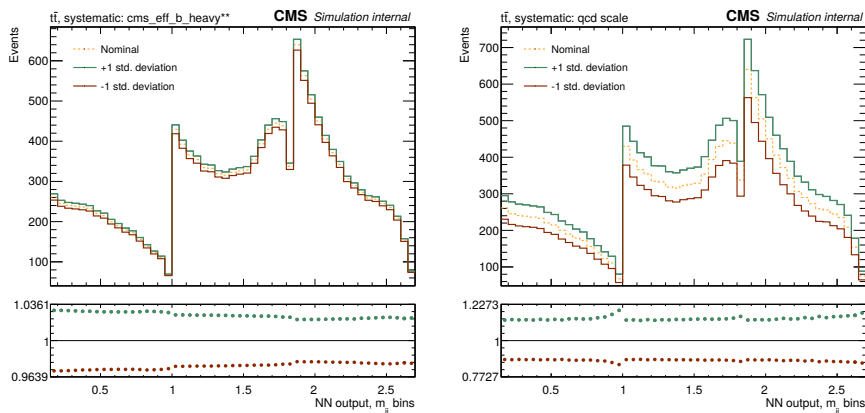 tt̄, systematic: cms_eff_b_heavy** CMS Simulation internal
Events
600
500
400
300
200
100
Nominal
+1 std. deviation
-1 std. deviation
1.0361
1
0.9639
0.5 1 1.5 2 2.5
NN output, m_jj bins
tt̄, systematic: qcd scale CMS Simulation internal
Events
700
600
500
400
300
200
100
Nominal
+1 std. deviation
-1 std. deviation
1.2273
1
0.7727
0.5 1 1.5 2 2.5
NN output, m_jj bins